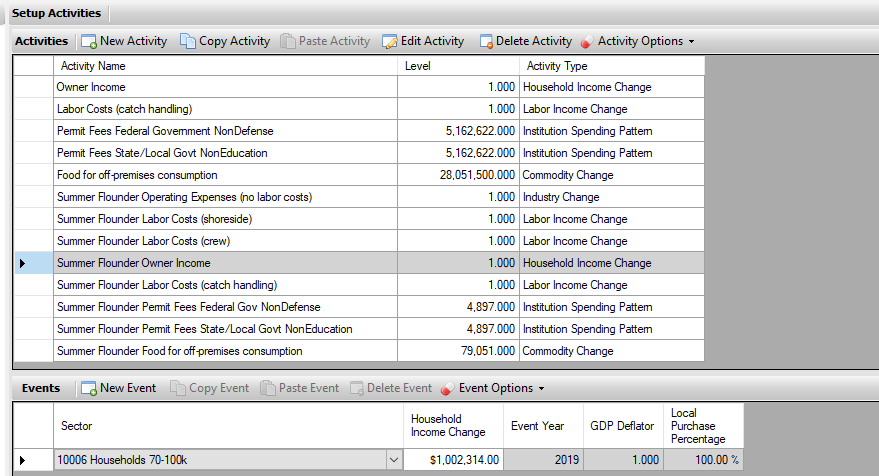 Setup Activities
Activities New Activity Copy Activity Paste Activity Edit Activity Delete Activity Activity Options
Activity Name Level Activity Type
Owner Income 1.000 Household Income Change
Labor Costs (catch handling) 1.000 Labor Income Change
Permit Fees Federal Government NonDefense 5,162,622.000 Institution Spending Pattern
Permit Fees State/Local Govt NonEducation 5,162,622.000 Institution Spending Pattern
Food for off-premises consumption 28,051,500.000 Commodity Change
Summer Flounder Operating Expenses (no labor costs) 1.000 Industry Change
Summer Flounder Labor Costs (shoreside) 1.000 Labor Income Change
Summer Flounder Labor Costs (crew) 1.000 Labor Income Change
Summer Flounder Owner Income 1.000 Household Income Change
Summer Flounder Labor Costs (catch handling) 1.000 Labor Income Change
Summer Flounder Permit Fees Federal Gov NonDefense 4,897.000 Institution Spending Pattern
Summer Flounder Permit Fees State/Local Govt NonEducation 4,897.000 Institution Spending Pattern
Summer Flounder Food for off-premises consumption 79,051.000 Commodity Change
Events New Event Copy Event Paste Event Delete Event Event Options
Sector Household Income Change Event Year GDP Deflator Local Purchase Percentage
10006 Households 70-100k $1,002,314.00 2019 1.000 100.00 %